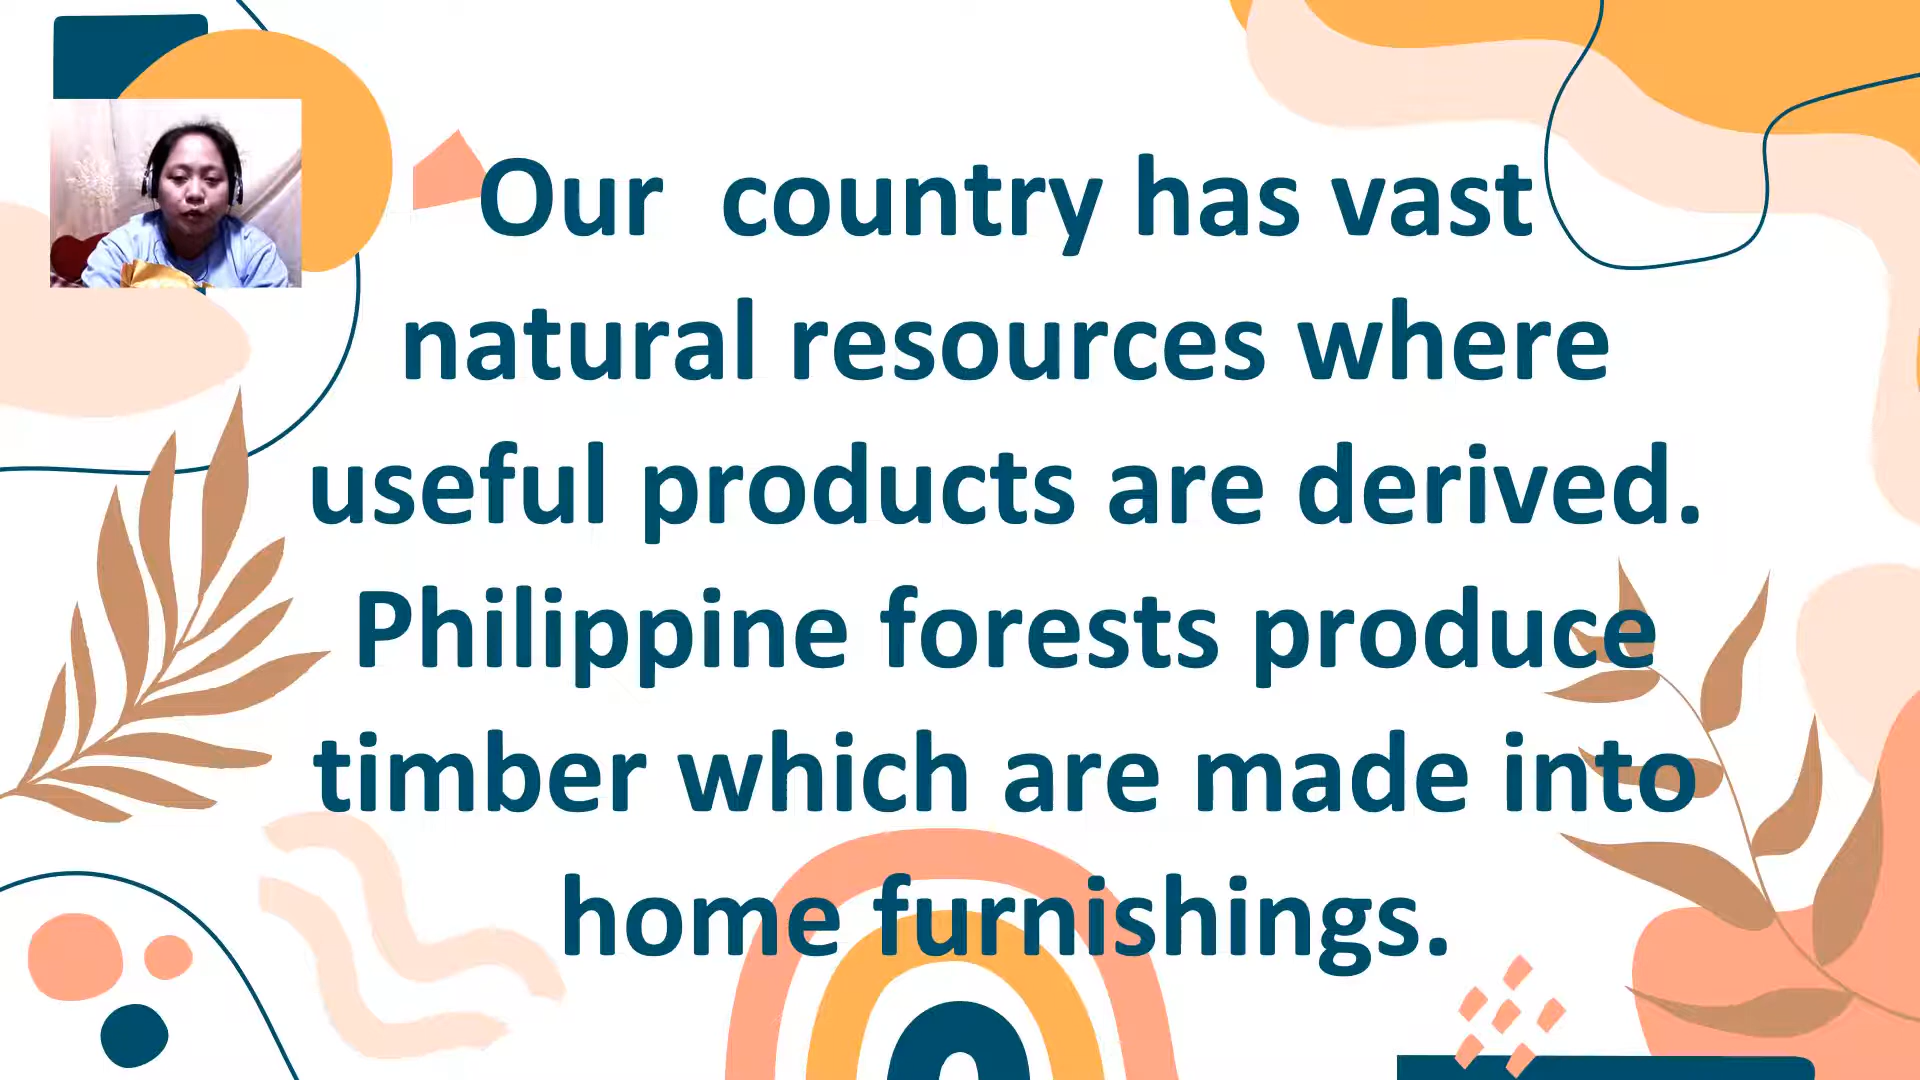 Our  country has vast
natural resources where
useful products are derived.
Philippine forests produce
timber which are made into
home furnishings.